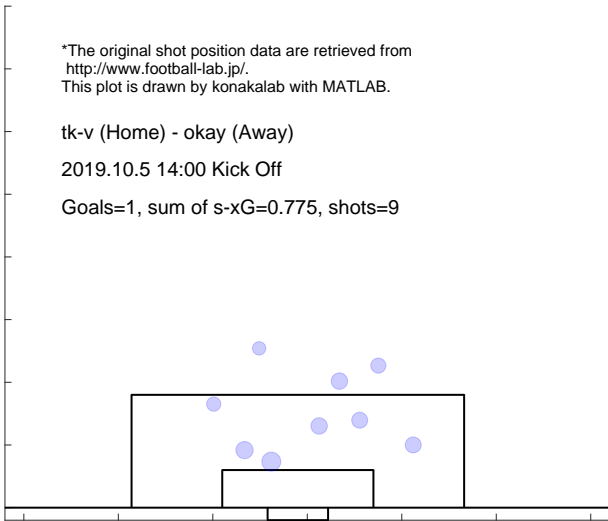 *The original shot position data are retrieved from
http://www.football-lab.jp/.
This plot is drawn by konakalab with MATLAB.
tk-v (Home) - okay (Away)
2019.10.5 14:00 Kick Off
Goals=1, sum of s-xG=0.775, shots=9